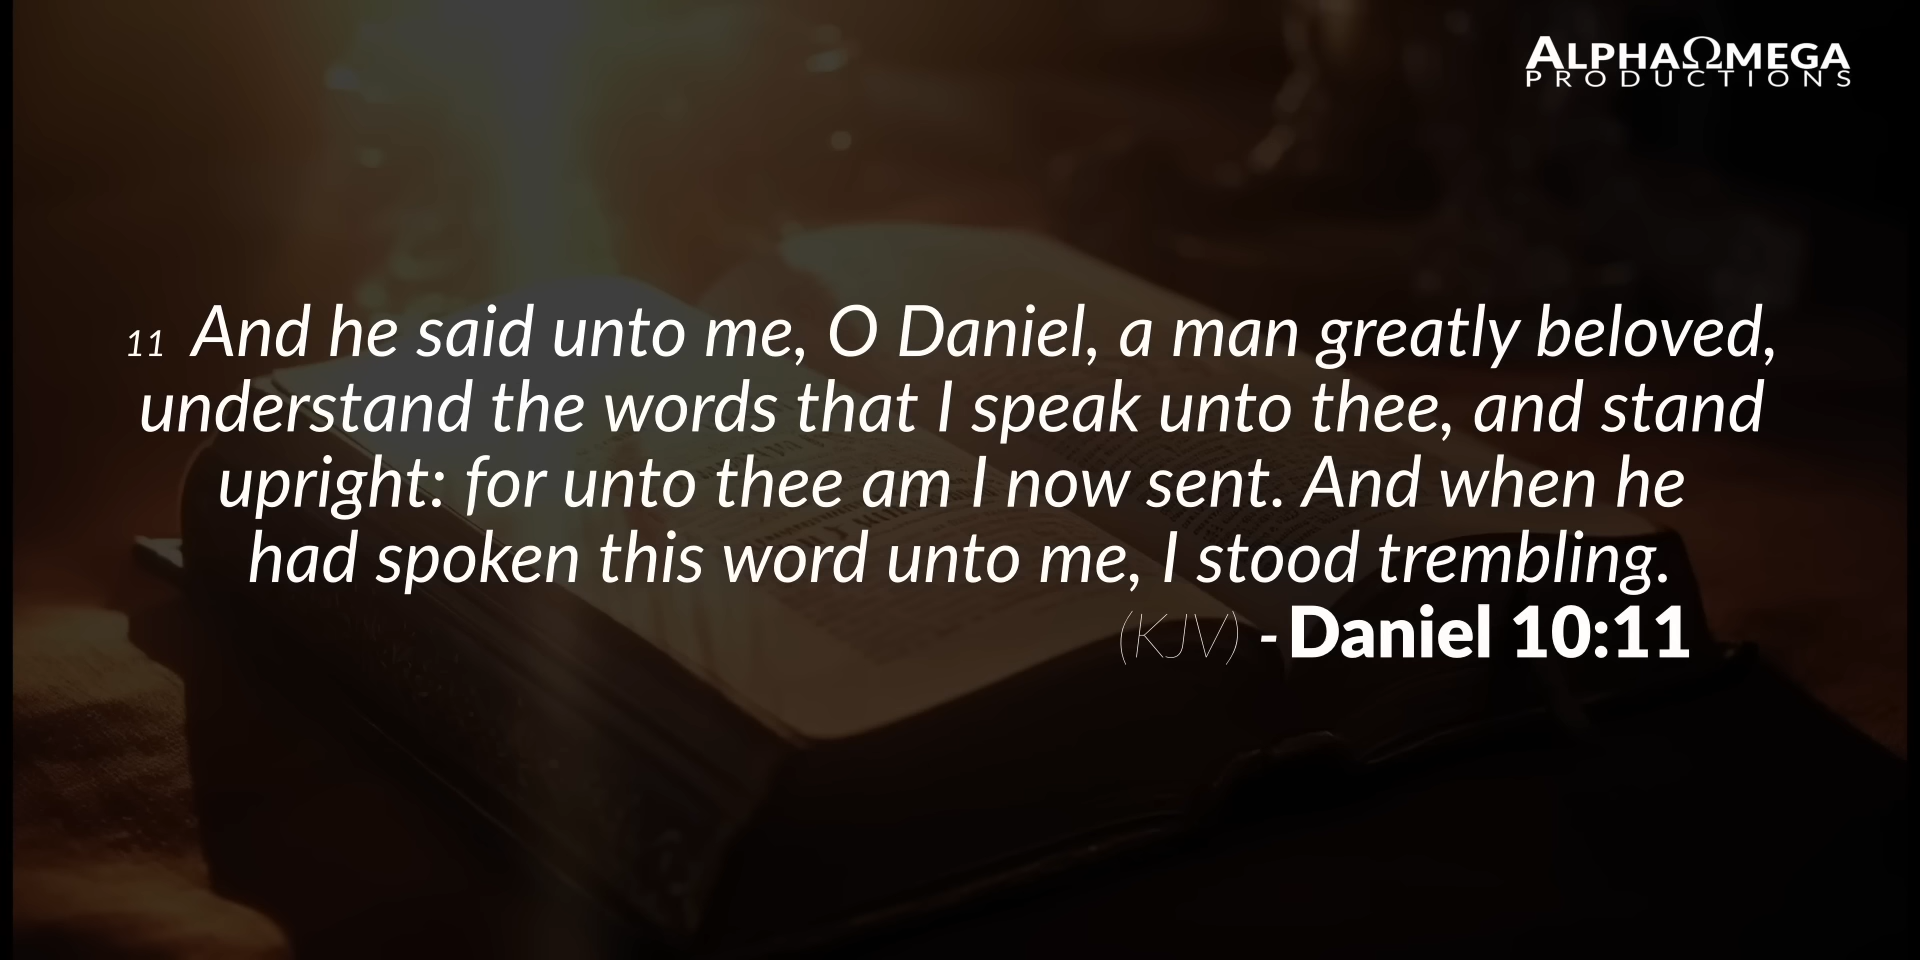 ALPHAΩMEGA
PRODUCTIONS
11 And he said unto me, O Daniel, a man greatly beloved,
understand the words that I speak unto thee, and stand
upright: for unto thee am I now sent. And when he
had spoken this word unto me, I stood trembling.
(KJV) - Daniel 10:11